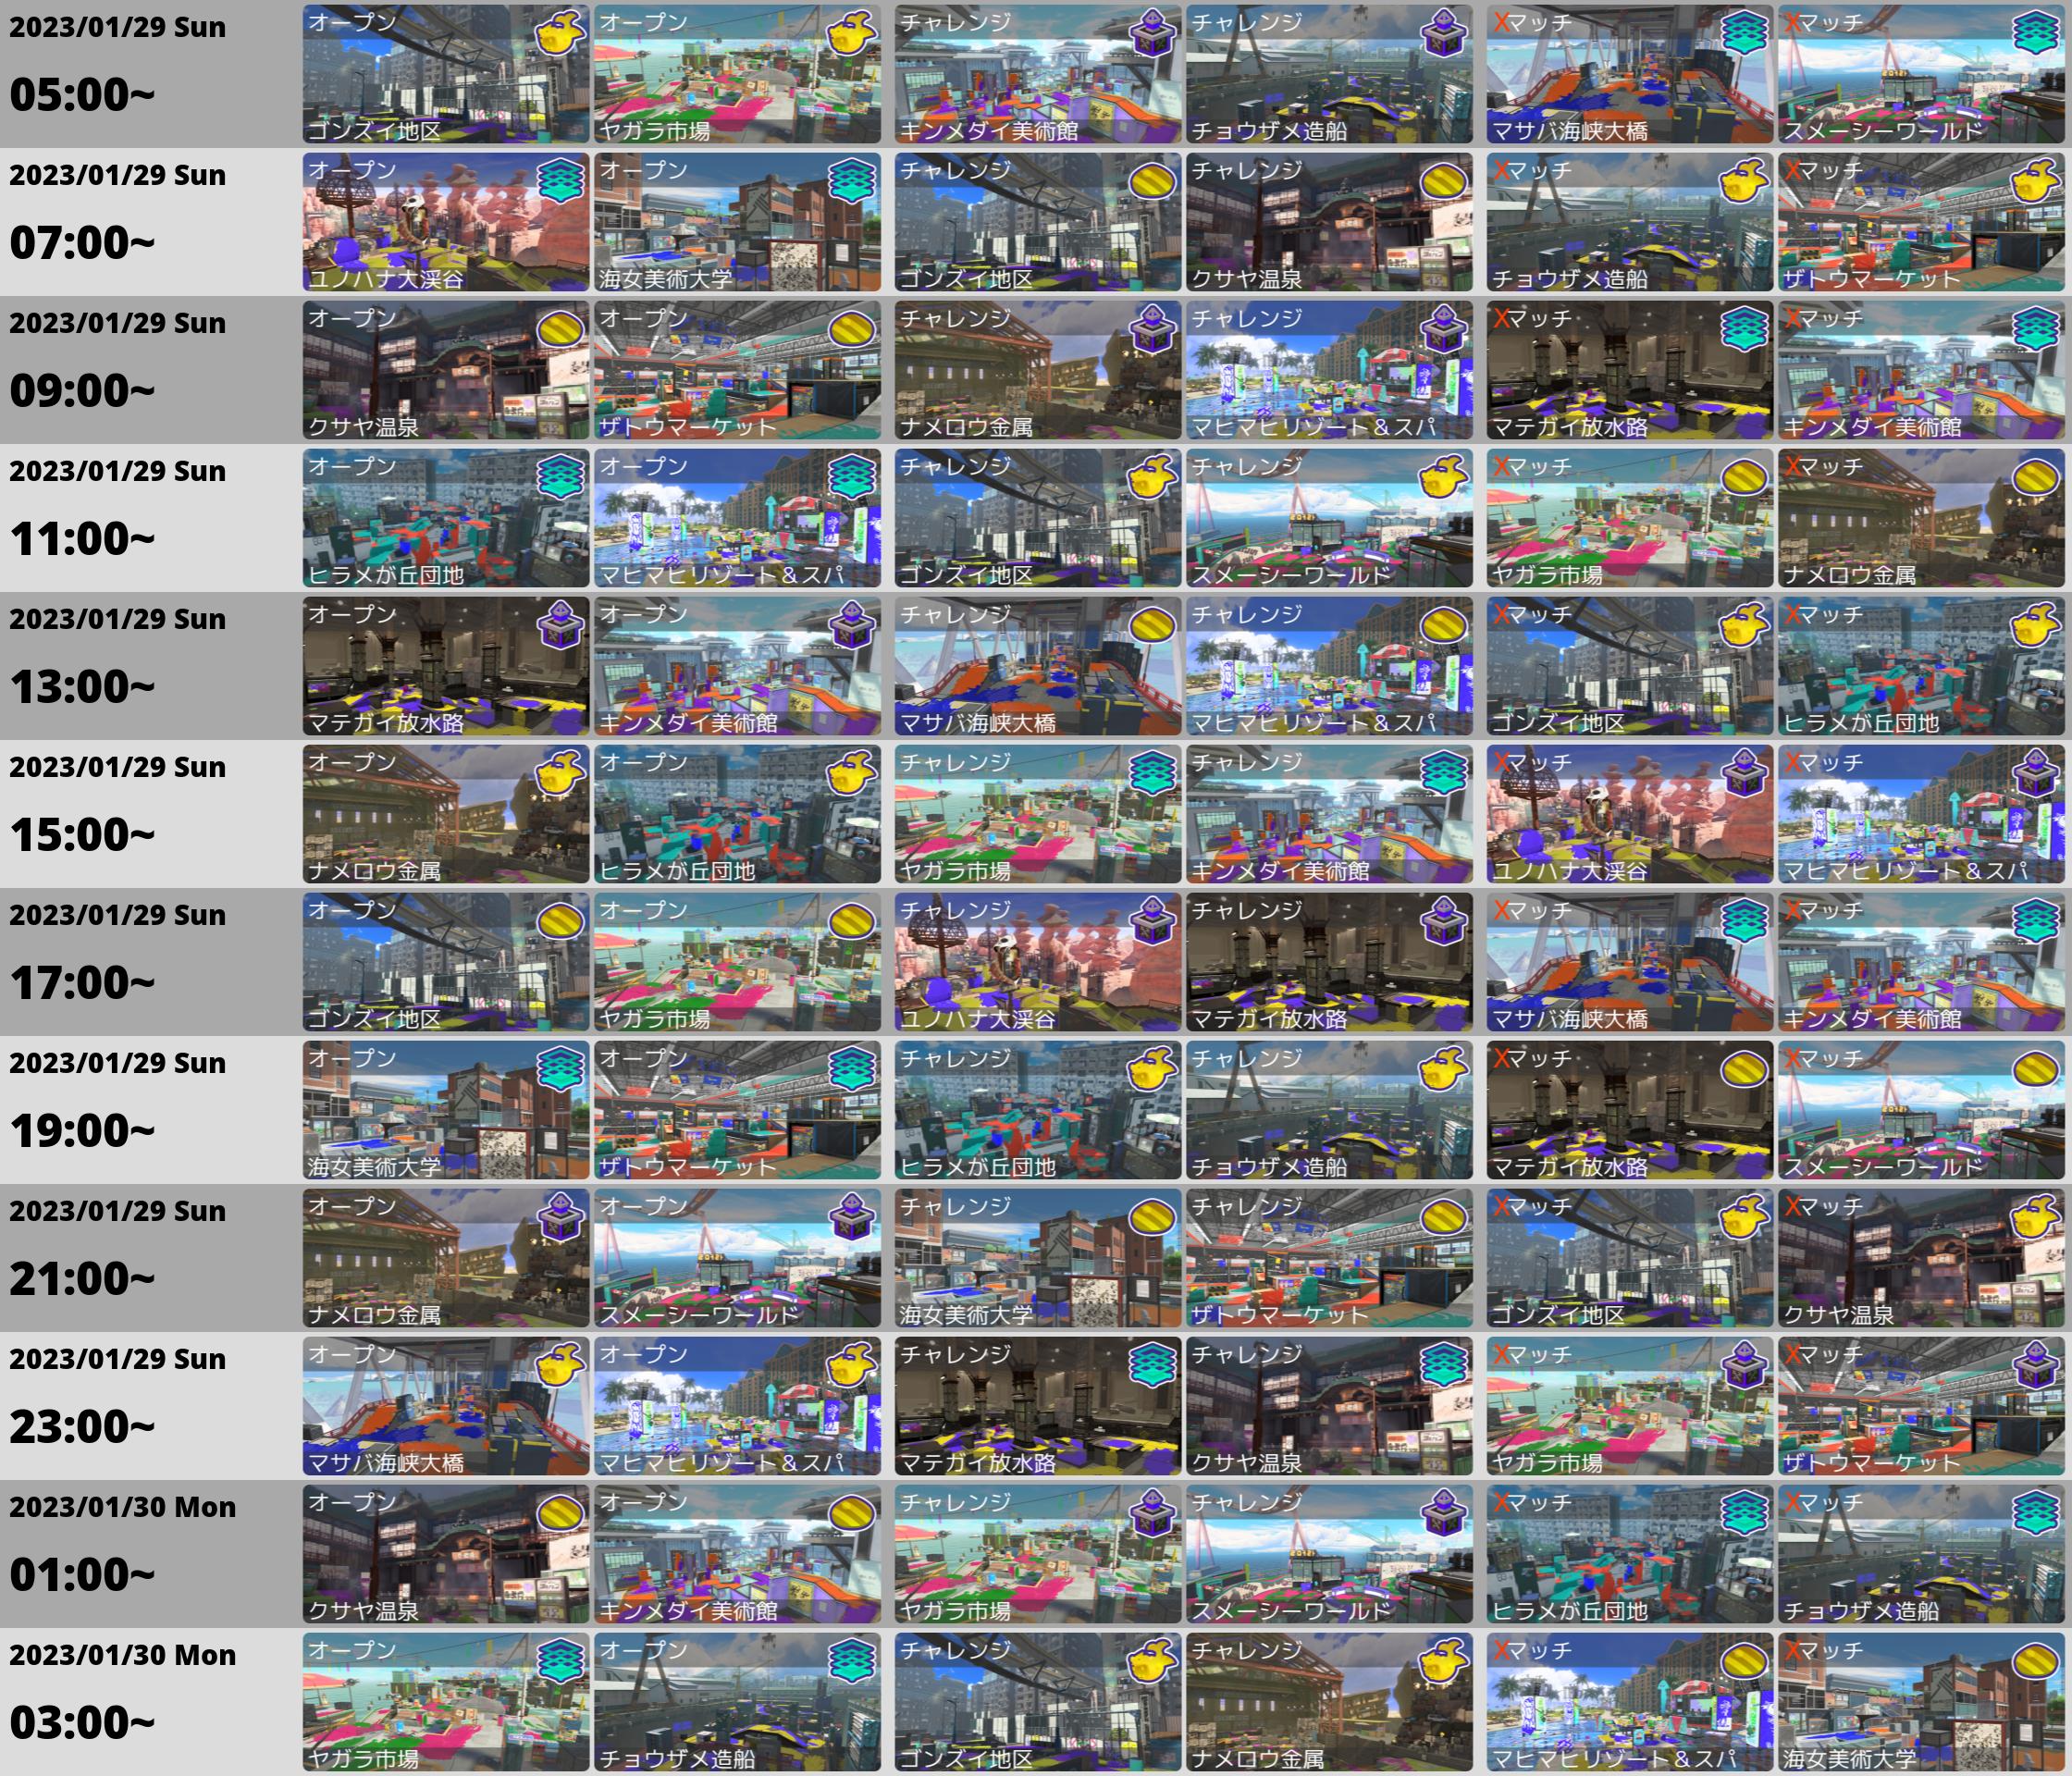 2023/01/29 Sun
05:00~
オープン オープン チャレンジ チャレンジ Xマッチ Xマッチ
ゴンズイ地区 ヤガラ市場 キンメダイ美術館 チョウザメ造船 マサバ海峡大橋 スメーシーワールド
2023/01/29 Sun
07:00~
オープン オープン チャレンジ チャレンジ Xマッチ Xマッチ
ユノハナ大渓谷 海女美術大学 ゴンズイ地区 クサヤ温泉 チョウザメ造船 ザトウマーケット
2023/01/29 Sun
09:00~
オープン オープン チャレンジ チャレンジ Xマッチ Xマッチ
クサヤ温泉 ザトウマーケット ナメロウ金属 マヒマヒリゾート＆スパ マテガイ放水路 キンメダイ美術館
2023/01/29 Sun
11:00~
オープン オープン チャレンジ チャレンジ Xマッチ Xマッチ
ヒラメが丘団地 マヒマヒリゾート＆スパ ゴンズイ地区 スメーシーワールド ヤガラ市場 ナメロウ金属
2023/01/29 Sun
13:00~
オープン オープン チャレンジ チャレンジ Xマッチ Xマッチ
マテガイ放水路 キンメダイ美術館 マサバ海峡大橋 マヒマヒリゾート＆スパ ゴンズイ地区 ヒラメが丘団地
2023/01/29 Sun
15:00~
オープン オープン チャレンジ チャレンジ Xマッチ Xマッチ
ナメロウ金属 ヒラメが丘団地 ヤガラ市場 キンメダイ美術館 ユノハナ大渓谷 マヒマヒリゾート＆スパ
2023/01/29 Sun
17:00~
オープン オープン チャレンジ チャレンジ Xマッチ Xマッチ
ゴンズイ地区 ヤガラ市場 ユノハナ大渓谷 マテガイ放水路 マサバ海峡大橋 キンメダイ美術館
2023/01/29 Sun
19:00~
オープン オープン チャレンジ チャレンジ Xマッチ Xマッチ
海女美術大学 ザトウマーケット ヒラメが丘団地 チョウザメ造船 マテガイ放水路 スメーシーワールド
2023/01/29 Sun
21:00~
オープン オープン チャレンジ チャレンジ Xマッチ Xマッチ
ナメロウ金属 スメーシーワールド 海女美術大学 ザトウマーケット ゴンズイ地区 クサヤ温泉
2023/01/29 Sun
23:00~
オープン オープン チャレンジ チャレンジ Xマッチ Xマッチ
マサバ海峡大橋 マヒマヒリゾート＆スパ マテガイ放水路 クサヤ温泉 ヤガラ市場 ザトウマーケット
2023/01/30 Mon
01:00~
オープン オープン チャレンジ チャレンジ Xマッチ Xマッチ
クサヤ温泉 キンメダイ美術館 ヤガラ市場 スメーシーワールド ヒラメが丘団地 チョウザメ造船
2023/01/30 Mon
03:00~
オープン オープン チャレンジ チャレンジ Xマッチ Xマッチ
ヤガラ市場 チョウザメ造船 ゴンズイ地区 ナメロウ金属 マヒマヒリゾート＆スパ 海女美術大学